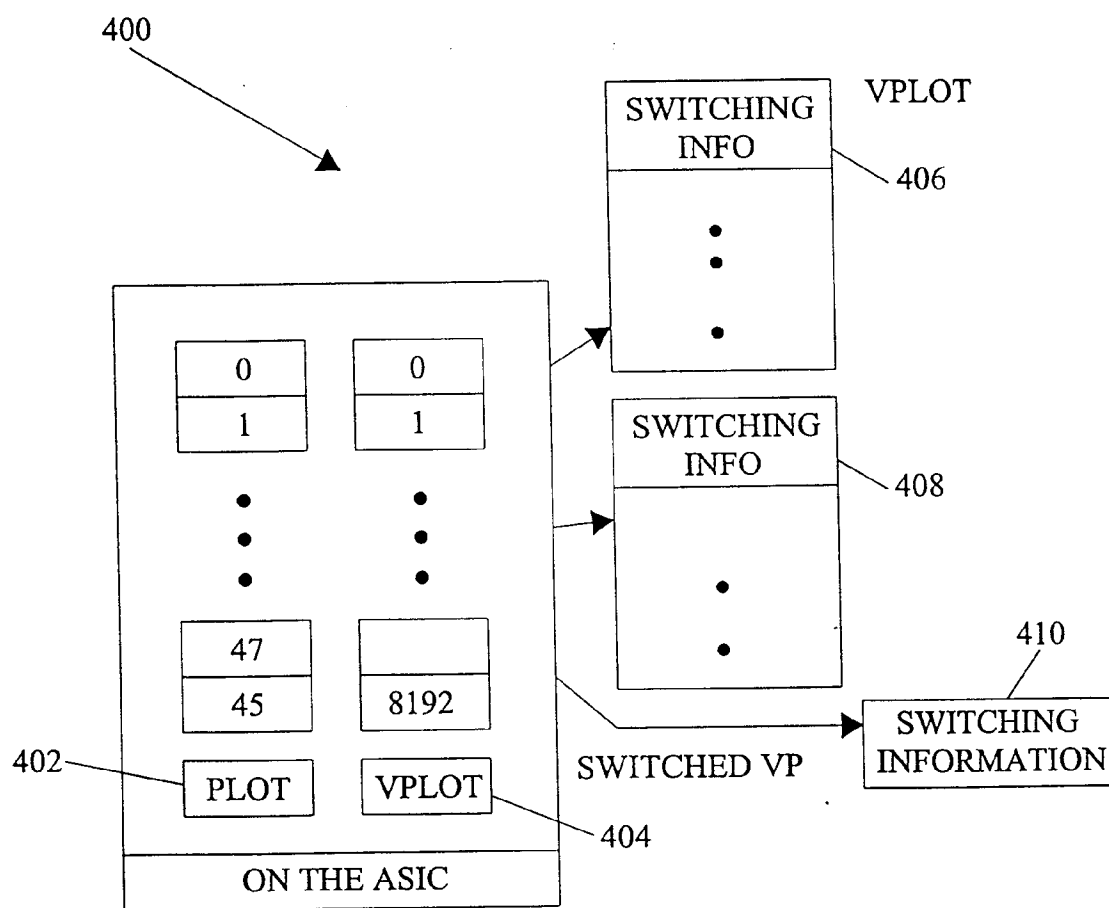 400
VPLOT
SWITCHING
INFO
406
0
0
1
1
SWITCHING
INFO
408
47
45
8192
410
SWITCHING
INFORMATION
SWITCHED VP
402
PLOT
VPLOT
404
ON THE ASIC